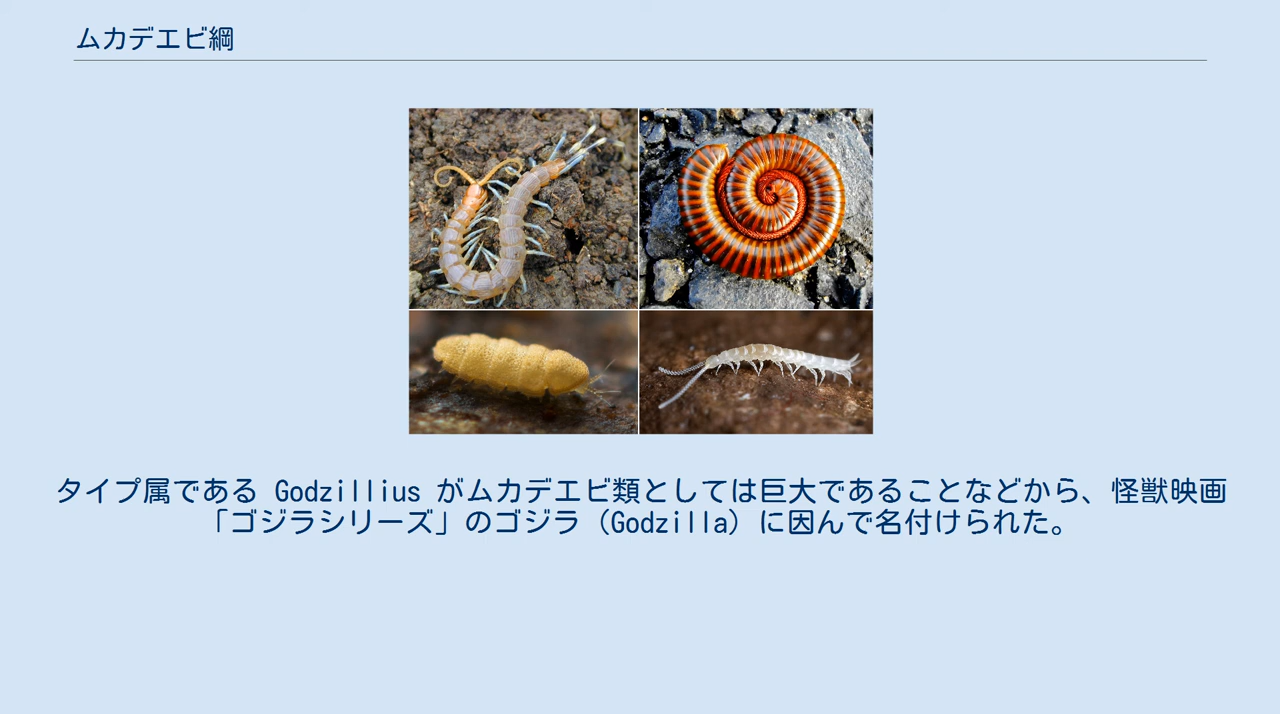 ムカデエビ綱
タイプ属である Godzillius がムカデエビ類としては巨大であることなどから、怪獣映画
「ゴジラシリーズ」のゴジラ（Godzilla）に因んで名付けられた。